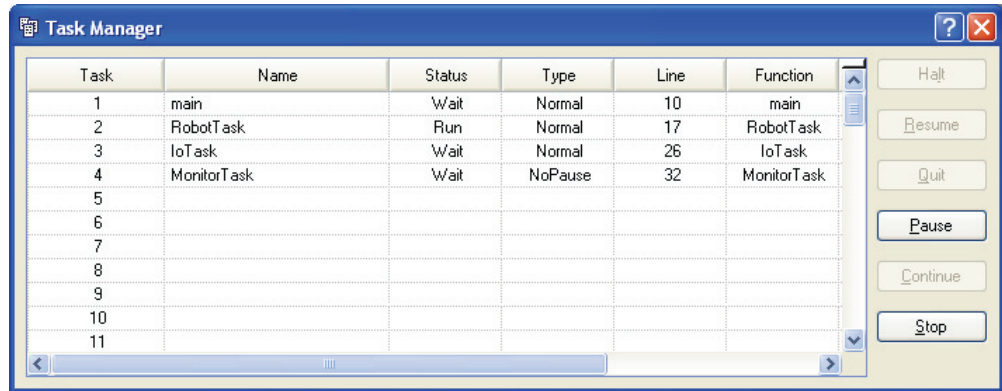 Task Manager
Task Name Status Type Line Function
1 main Wait Normal 10 main
2 RobotTask Run Normal 17 RobotTask
3 IoTask Wait Normal 26 IoTask
4 MonitorTask Wait NoPause 32 MonitorTask
5
6
7
8
9
10
11
Halt
Resume
Quit
Pause
Continue
Stop